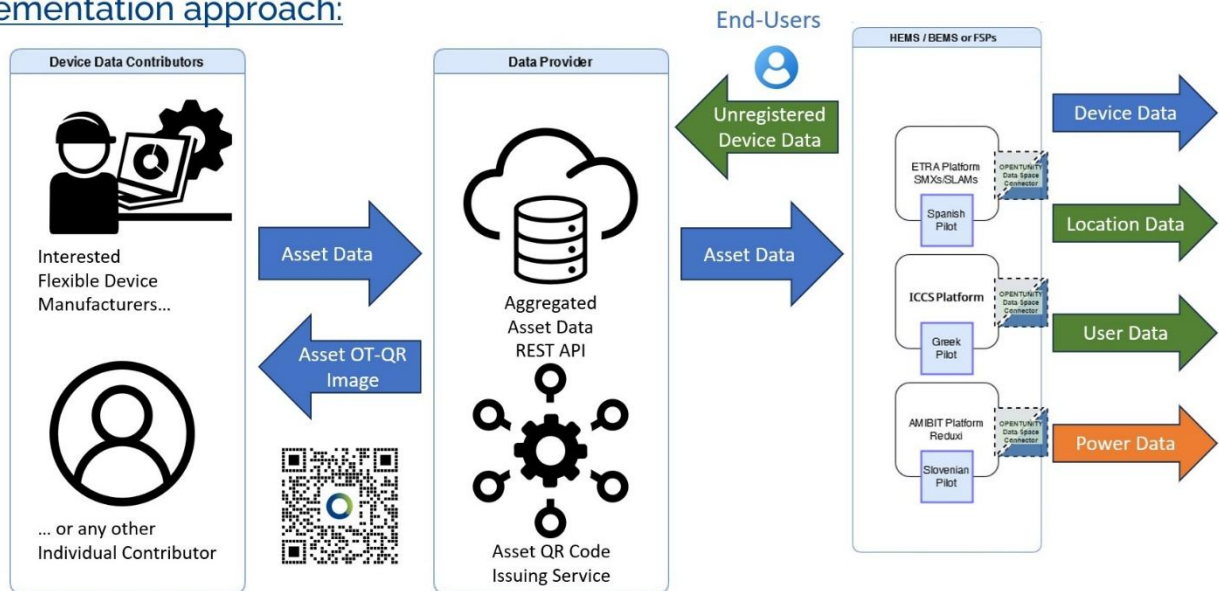 ementation approach:
Device Data Contributors
Interested
Flexible Device
Manufacturers...
... or any other
Individual Contributor
Asset Data
Asset OT-QR
Image
Data Provider
Aggregated
Asset Data
REST API
Asset QR Code
Issuing Service
End-Users
Unregistered
Device Data
Asset Data
HEMS / BEMS or FSPs
ETRA Platform
SMXs/SLAMs
Spanish
Pilot
OPENTUNITY
Data Space
Connector
ICCS Platform
Greek
Pilot
OPENTUNITY
Data Space
Connector
AMIBIT Platform
Reduxi
Slovenian
Pilot
OPENTUNITY
Data Space
Connector
Device Data
Location Data
User Data
Power Data